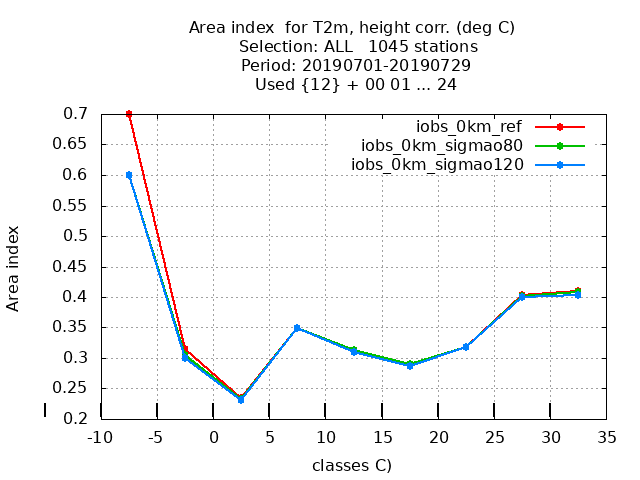 Area index  for T2m, height corr. (deg C)
Selection: ALL   1045 stations
Period: 20190701-20190729
Used {12} + 00 01 ... 24
0.7
0.65
0.6
0.55
0.5
0.45
0.4
0.35
0.3
0.25
0.2
Area index
iobs_0km_ref
iobs_0km_sigmao80
iobs_0km_sigmao120
-10
-5
0
5
10
15
20
25
30
35
classes C)